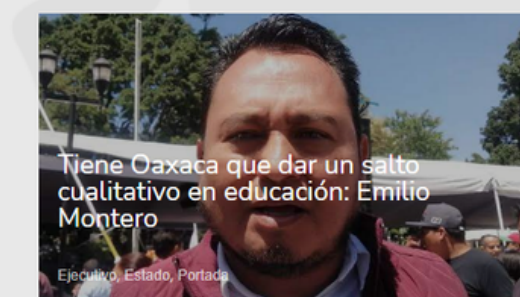 Tiene Oaxaca que dar un salto
cualitativo en educación: Emilio
Montero
Ejecutivo, Estado, Portada